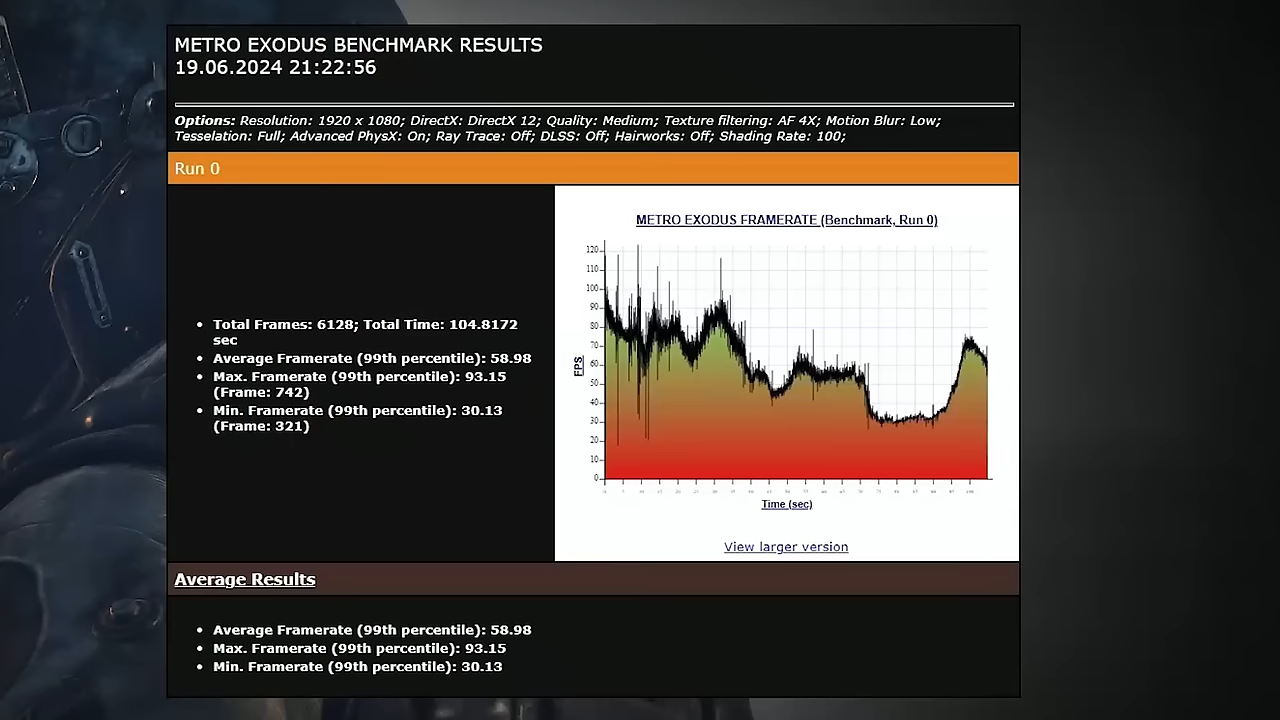 METRO EXODUS BENCHMARK RESULTS
19.06.2024 21:22:56
Options: Resolution: 1920 x 1080; DirectX: DirectX 12; Quality: Medium; Texture filtering: AF 4X; Motion Blur: Low;
Tesselation: Full; Advanced PhysX: On; Ray Trace: Off; DLSS: Off; Hairworks: Off; Shading Rate: 100;
Run 0
• Total Frames: 6128; Total Time: 104.8172
sec
• Average Framerate (99th percentile): 58.98
• Max. Framerate (99th percentile): 93.15
(Frame: 742)
• Min. Framerate (99th percentile): 30.13
(Frame: 321)
METRO EXODUS FRAMERATE (Benchmark, Run 0)
120
110
100
90
80
70
60
50
40
30
20
10
0
FPS
Time (sec)
View larger version
Average Results
• Average Framerate (99th percentile): 58.98
• Max. Framerate (99th percentile): 93.15
• Min. Framerate (99th percentile): 30.13